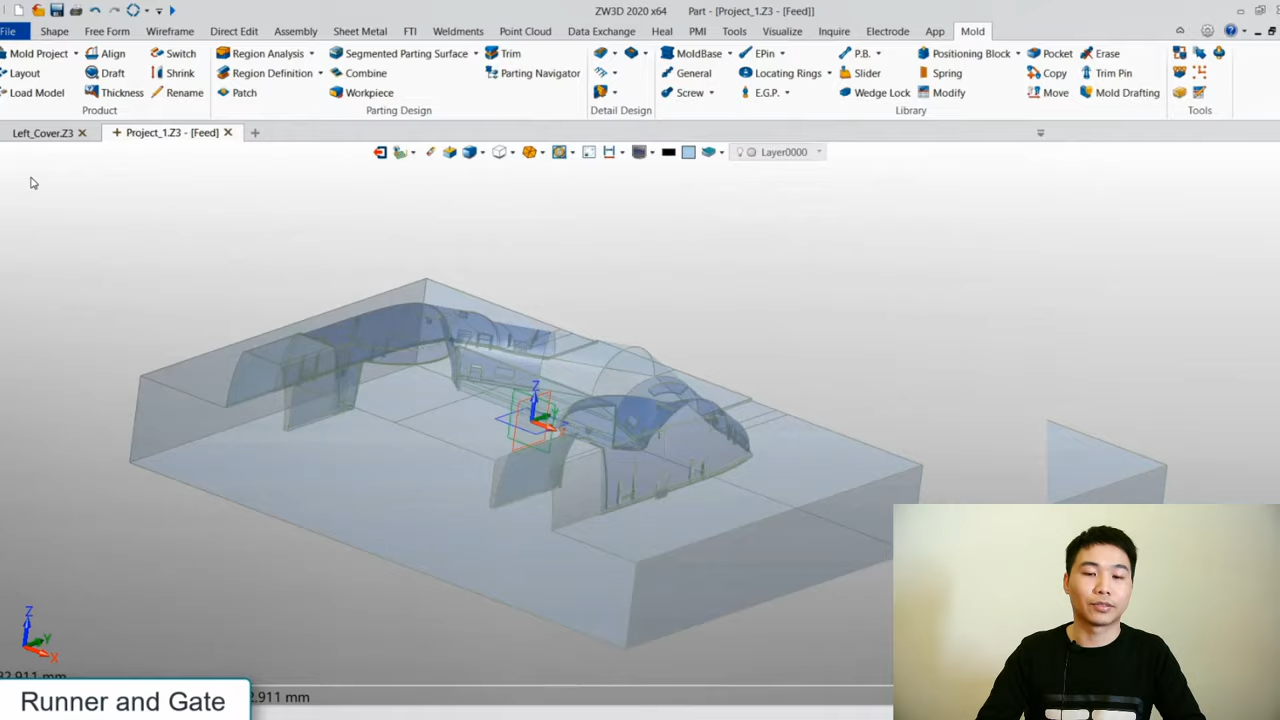 ZW3D 2020 x64 Part - [Project_1.Z3 - [Feed]]
File Shape Free Form Wireframe Direct Edit Assembly Sheet Metal FTI Weldments Point Cloud Data Exchange Heal PMI Tools Visualize Inquire Electrode App Mold
Mold Project Align Switch Region Analysis Segmented Parting Surface Trim MoldBase EPin P.B. Positioning Block Pocket Erase
Layout Draft Shrink Region Definition Combine Parting Navigator General Locating Rings Slider Spring Copy Trim Pin
Load Model Thickness Rename Patch Workpiece Screw E.G.P. Wedge Lock Modify Move Mold Drafting
Product Parting Design Detail Design Library Tools
Left_Cover.Z3 Project_1.Z3 - [Feed]
Layer0000
Z
Y
Z
Y
X
2.911 mm
Runner and Gate